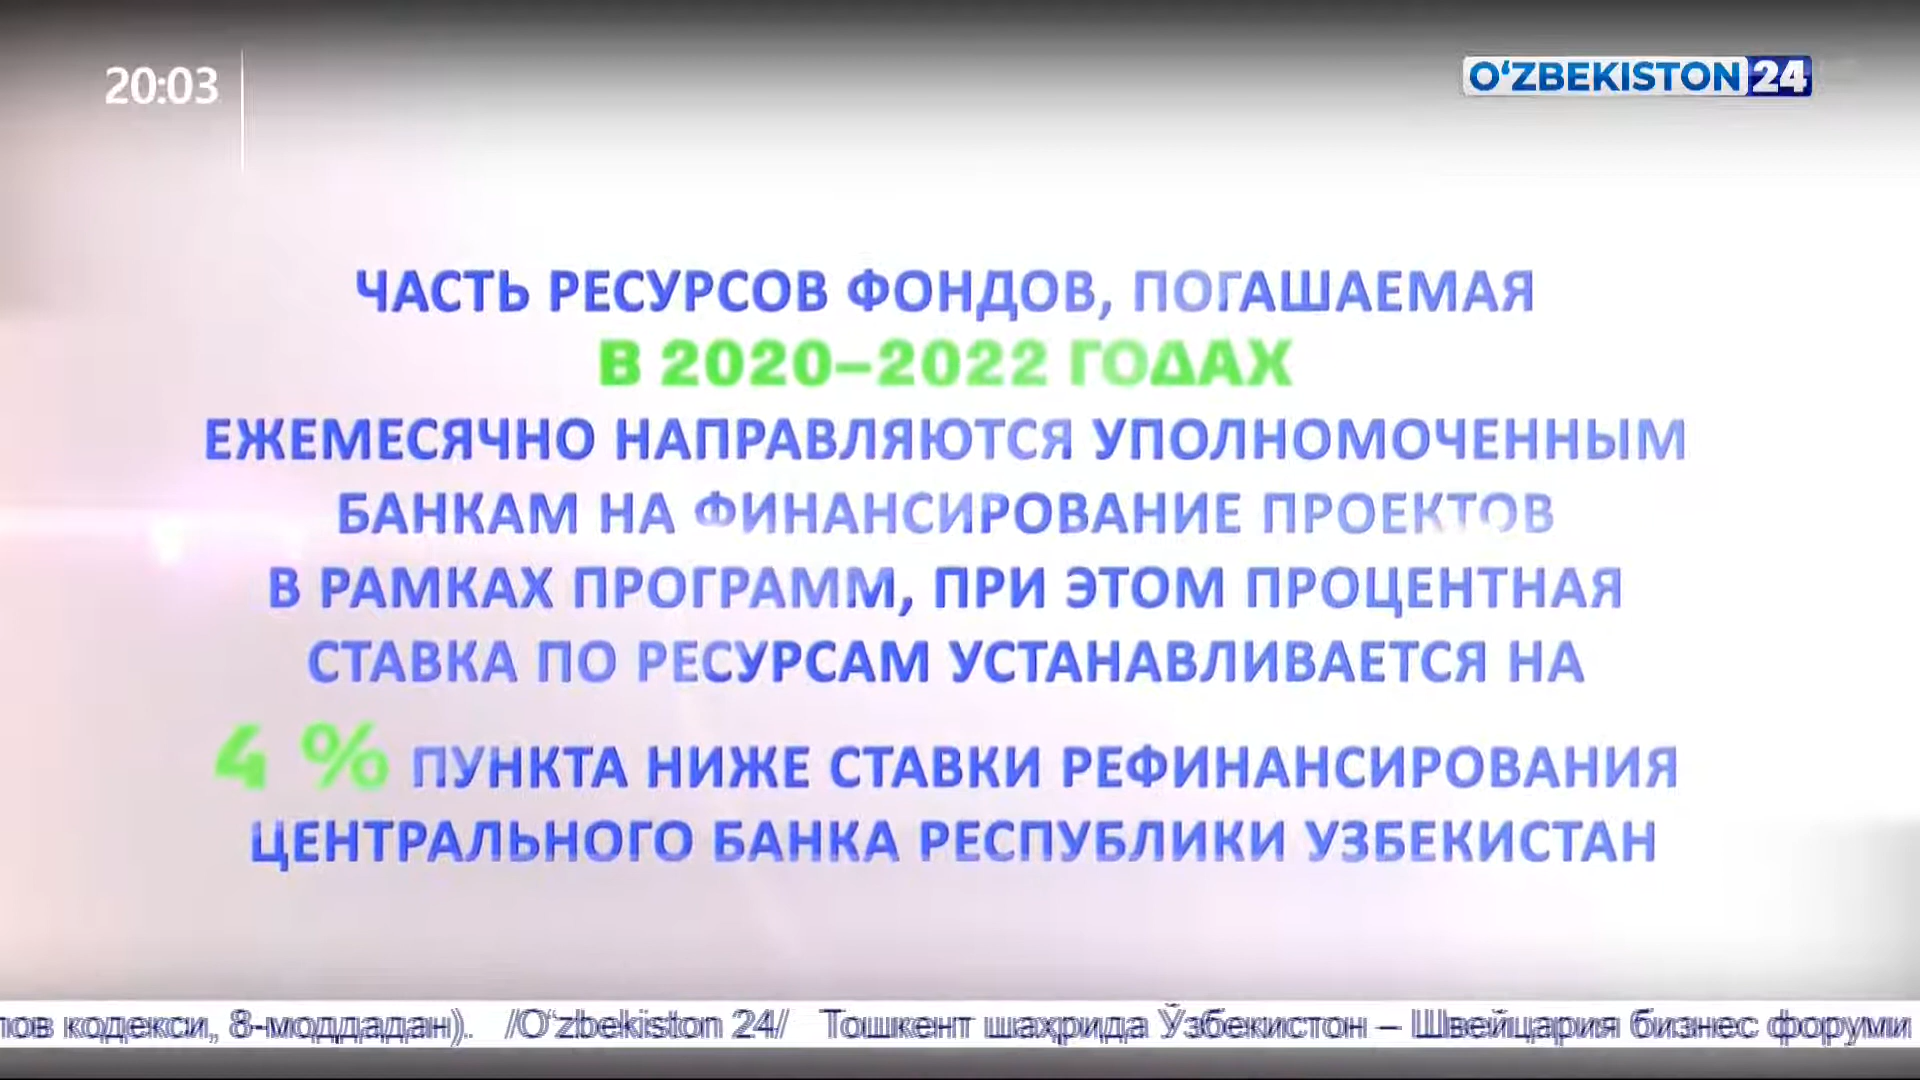 20:03
O‘ZBEKISTON 24
ЧАСТЬ РЕСУРСОВ ФОНДОВ, ПОГАШАЕМАЯ
В 2020–2022 ГОДАХ
ЕЖЕМЕСЯЧНО НАПРАВЛЯЮТСЯ УПОЛНОМОЧЕННЫМ
БАНКАМ НА ФИНАНСИРОВАНИЕ ПРОЕКТОВ
В РАМКАХ ПРОГРАММ, ПРИ ЭТОМ ПРОЦЕНТНАЯ
СТАВКА ПО РЕСУРСАМ УСТАНАВЛИВАЕТСЯ НА
4 % ПУНКТА НИЖЕ СТАВКИ РЕФИНАНСИРОВАНИЯ
ЦЕНТРАЛЬНОГО БАНКА РЕСПУБЛИКИ УЗБЕКИСТАН
кодекси, 8-моддадан). /O‘zbekiston 24/ Тошкент шаҳрида Ўзбекистон – Швейцария бизнес форуми